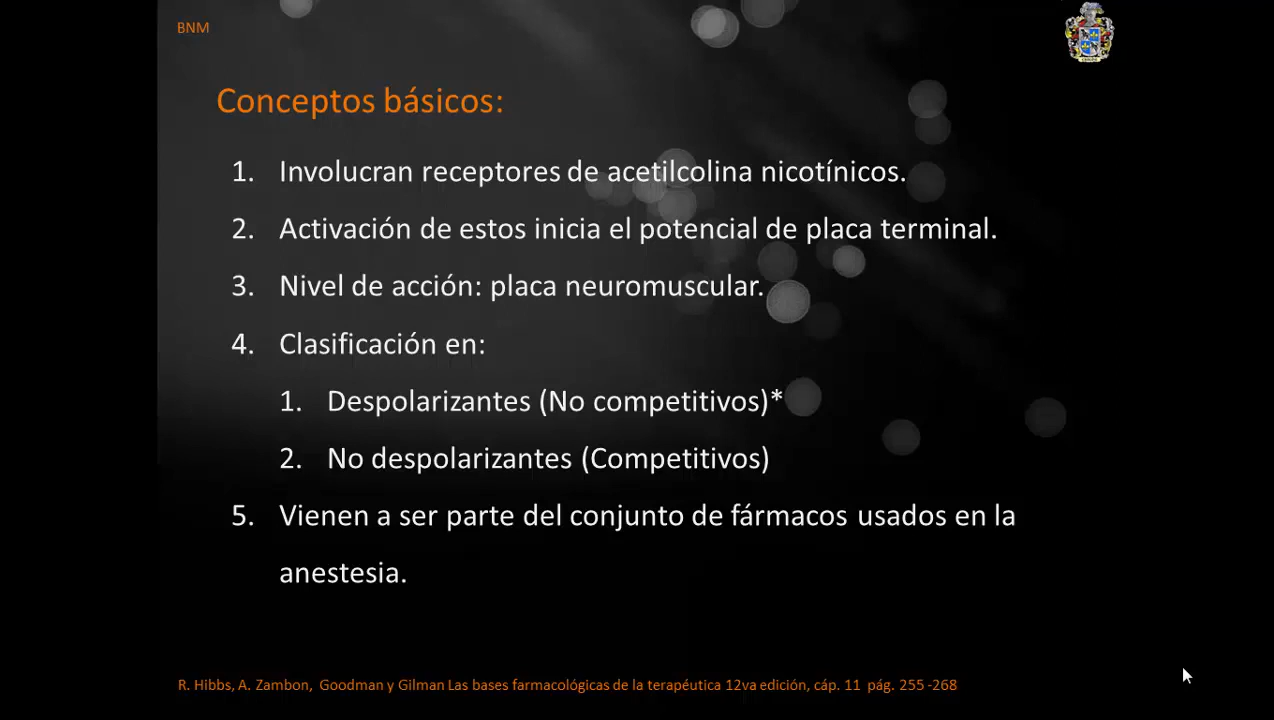 BNM
Conceptos básicos:
1. Involucran receptores de acetilcolina nicotínicos.
2. Activación de estos inicia el potencial de placa terminal.
3. Nivel de acción: placa neuromuscular.
4. Clasificación en:
1. Despolarizantes (No competitivos)*
2. No despolarizantes (Competitivos)
5. Vienen a ser parte del conjunto de fármacos usados en la
anestesia.
R. Hibbs, A. Zambon, Goodman y Gilman Las bases farmacológicas de la terapéutica 12va edición, cáp. 11 pág. 255 -268